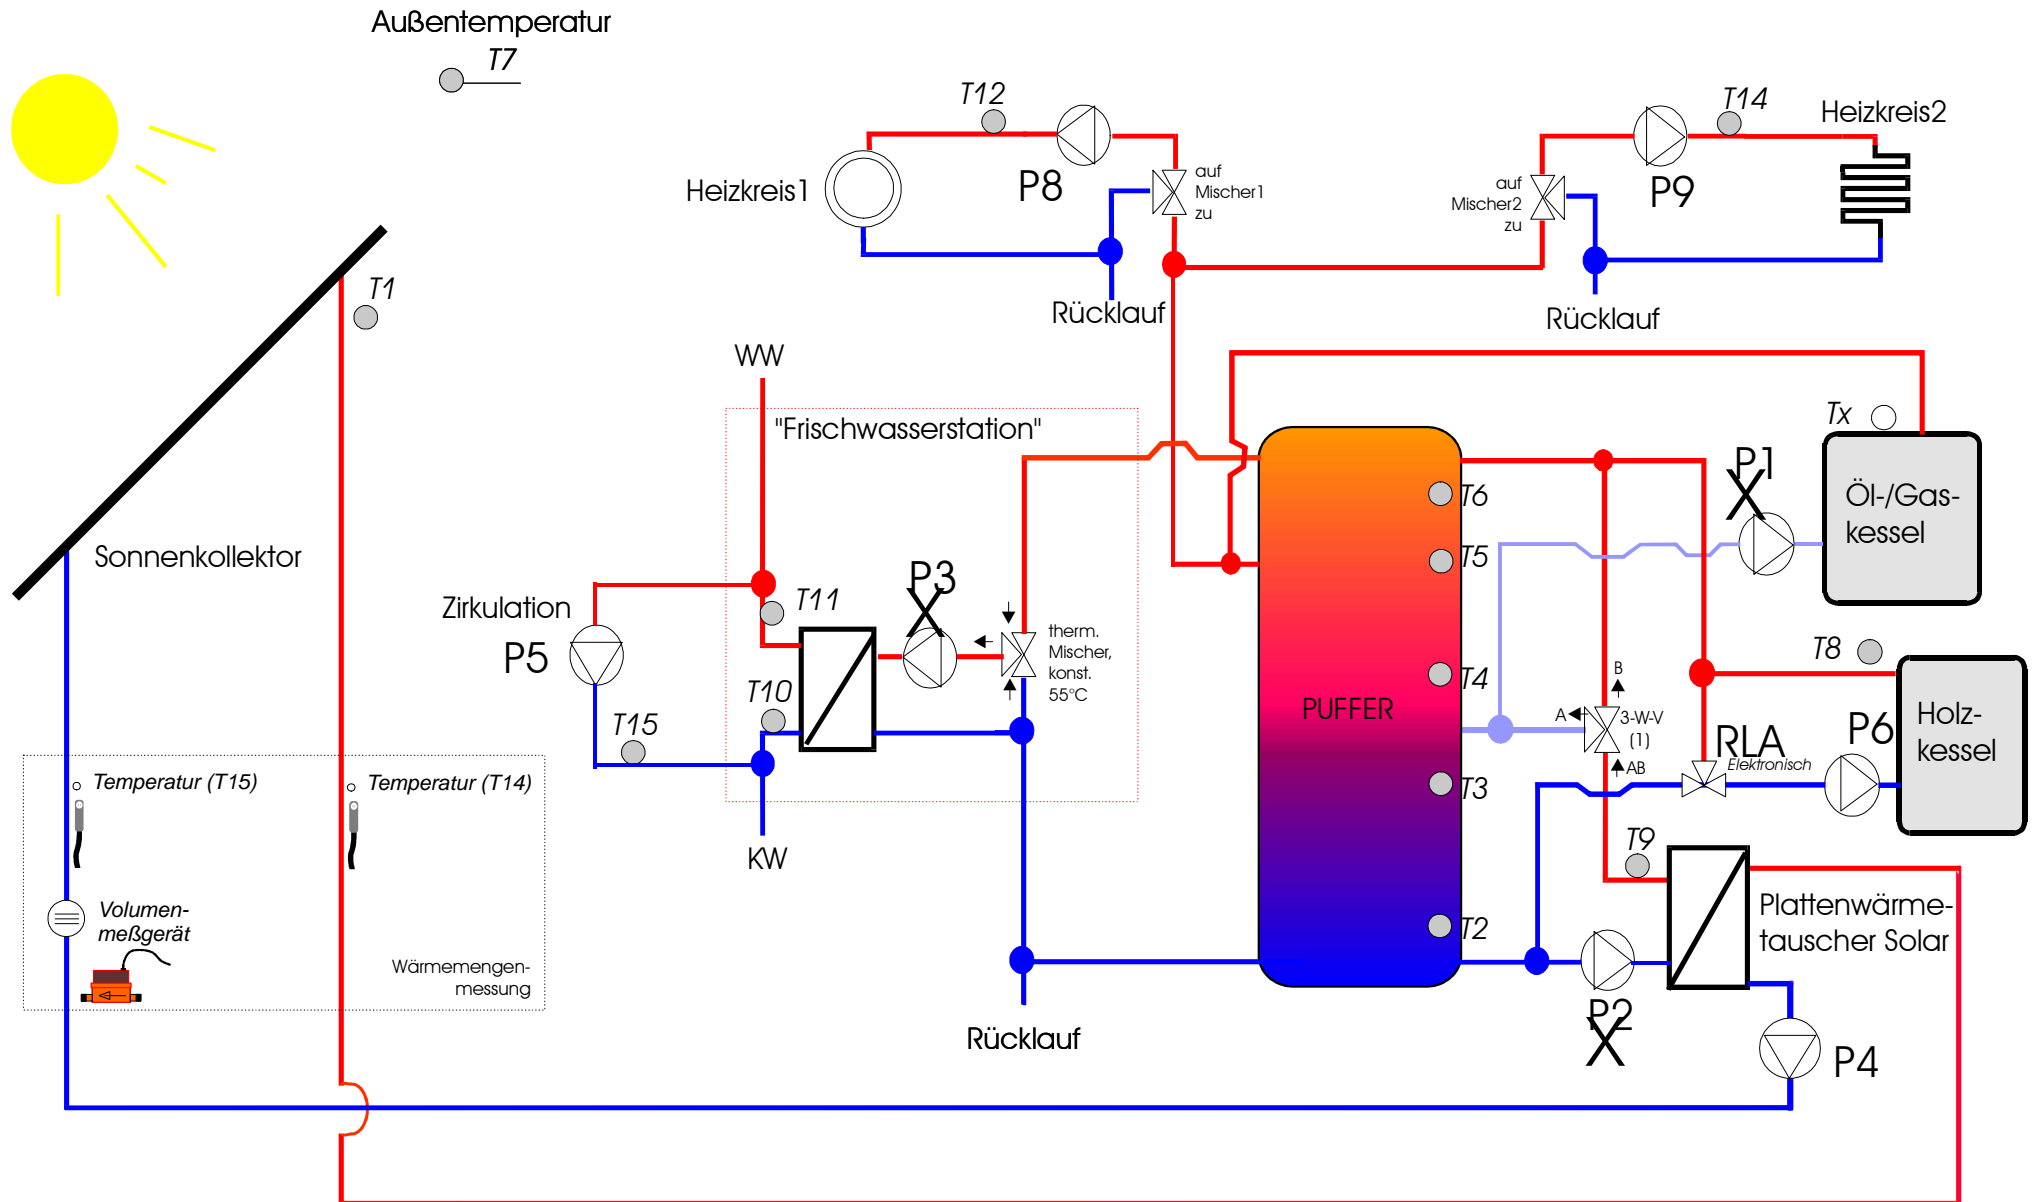 Außentemperatur
T7
T12
T14
Heizkreis2
P8
P9
Heizkreis1
auf
Mischer1
zu
auf
Mischer2
zu
T1
Rücklauf
Rücklauf
WW
"Frischwasserstation"
Tx
P1
Öl-/Gas-
kessel
T6
T5
Sonnenkollektor
Zirkulation
P5
T11
P3
therm.
Mischer,
konst.
55°C
T10
T15
T4
PUFFER
B
A
3-W-V
(1)
AB
T8
RLA
Elektronisch
P6
Holz-
kessel
T3
Temperatur (T15)
Temperatur (T14)
KW
T9
Volumen-
meßgerät
Wärmemengen-
messung
T2
Plattenwärme-
tauscher Solar
P2
Rücklauf
P4